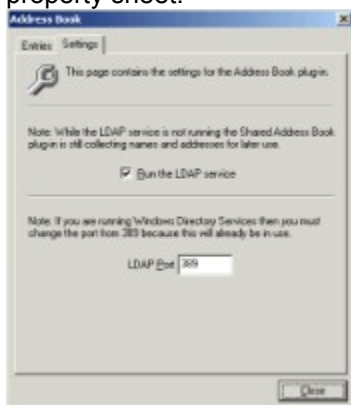 property sheet.
Address Book
Entries Settings
This page contains the settings for the Address Book plugin.
Note: While the LDAP service is not running the Shared Address Book
plug-in is still collecting names and addresses for later use.
Run the LDAP service
Note: If you are running Windows Directory Services then you must
change the port from 389 because this will already be in use.
LDAP Port 389
Close